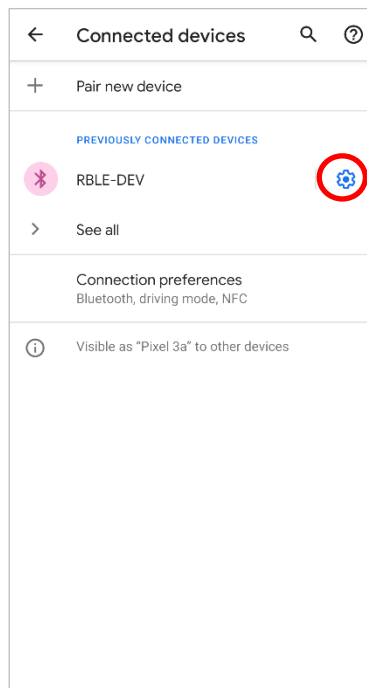 Connected devices
Pair new device
PREVIOUSLY CONNECTED DEVICES
RBLE-DEV
See all
Connection preferences
Bluetooth, driving mode, NFC
Visible as “Pixel 3a” to other devices